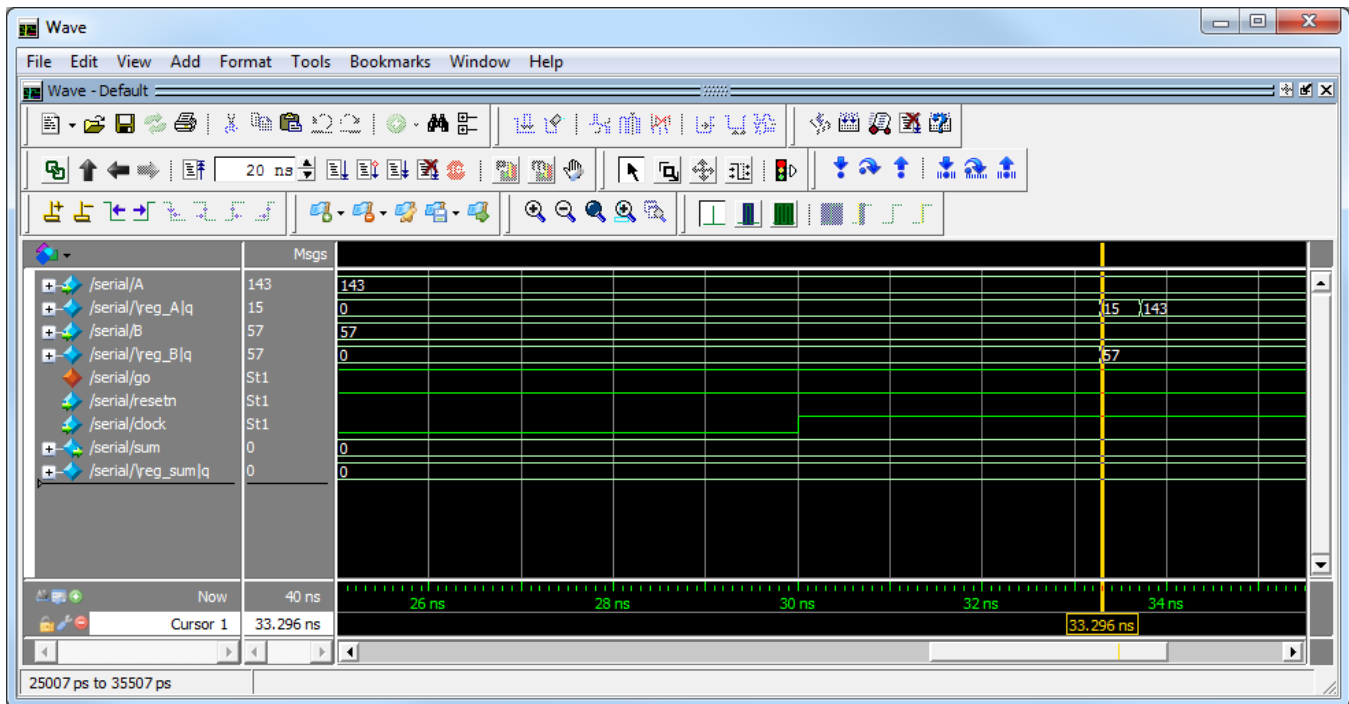 Wave
File Edit View Add Format Tools Bookmarks Window Help
Wave - Default
20 ns
Msgs
/serial/A 143 143
/serial/\reg_A|q 15 0 15 143
/serial/B 57 57
/serial/\reg_B|q 57 0 57
/serial/go St1
/serial/resetn St1
/serial/clock St1
/serial/sum 0 0
/serial/\reg_sum|q 0 0
Now 40 ns 26 ns 28 ns 30 ns 32 ns 34 ns
Cursor 1 33.296 ns 33.296 ns
25007 ps to 35507 ps